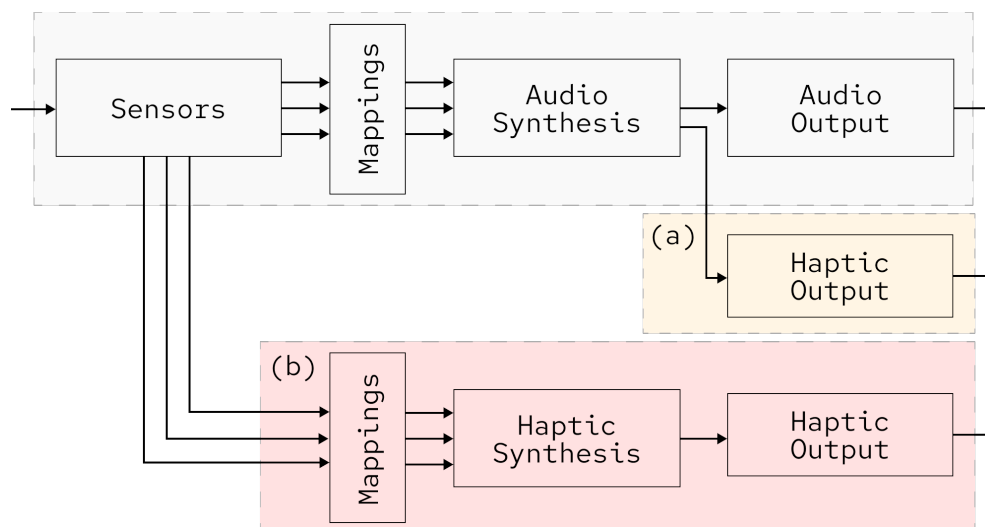 Sensors
Mappings
Audio
Synthesis
Audio
Output
(a)
Haptic
Output
(b)
Mappings
Haptic
Synthesis
Haptic
Output